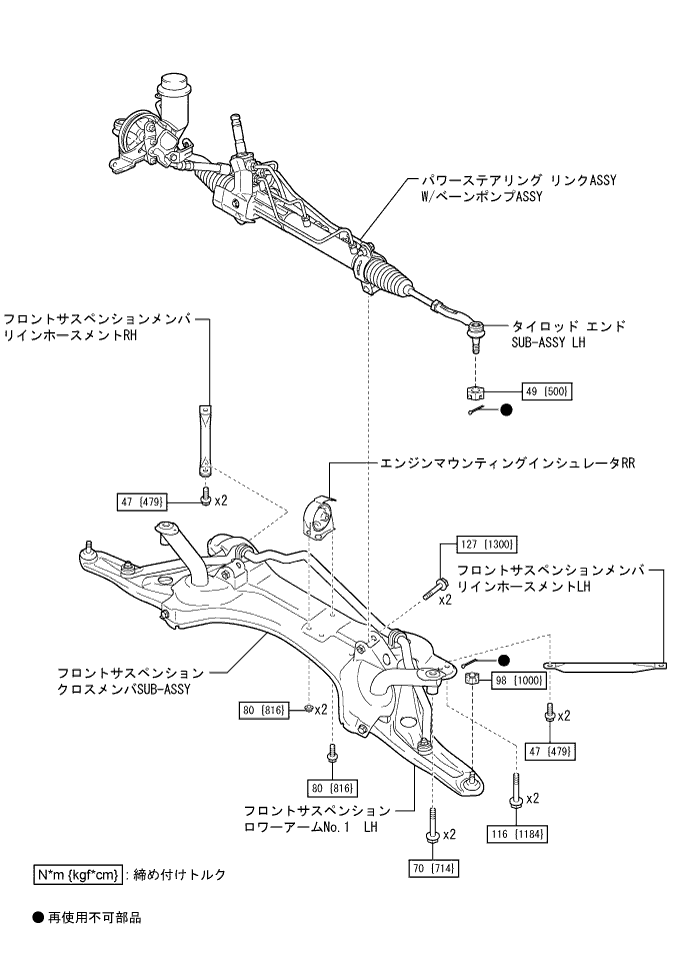 パワーステアリング リンクASSY
W/ベーンポンプASSY
フロントサスペンションメンバ
リインホースメントRH
タイロッド エンド
SUB-ASSY LH
49 {500}
エンジンマウンティングインシュレータRR
47 {479}
x2
127 {1300}
x2
フロントサスペンションメンバ
リインホースメントLH
フロントサスペンション
クロスメンバSUB-ASSY
98 {1000}
80 {816}
x2
x2
47 {479}
80 {816}
x2
フロントサスペンション
ロワーアームNo.1 LH
x2
116 {1184}
70 {714}
N*m {kgf*cm} : 締め付けトルク
● 再使用不可部品